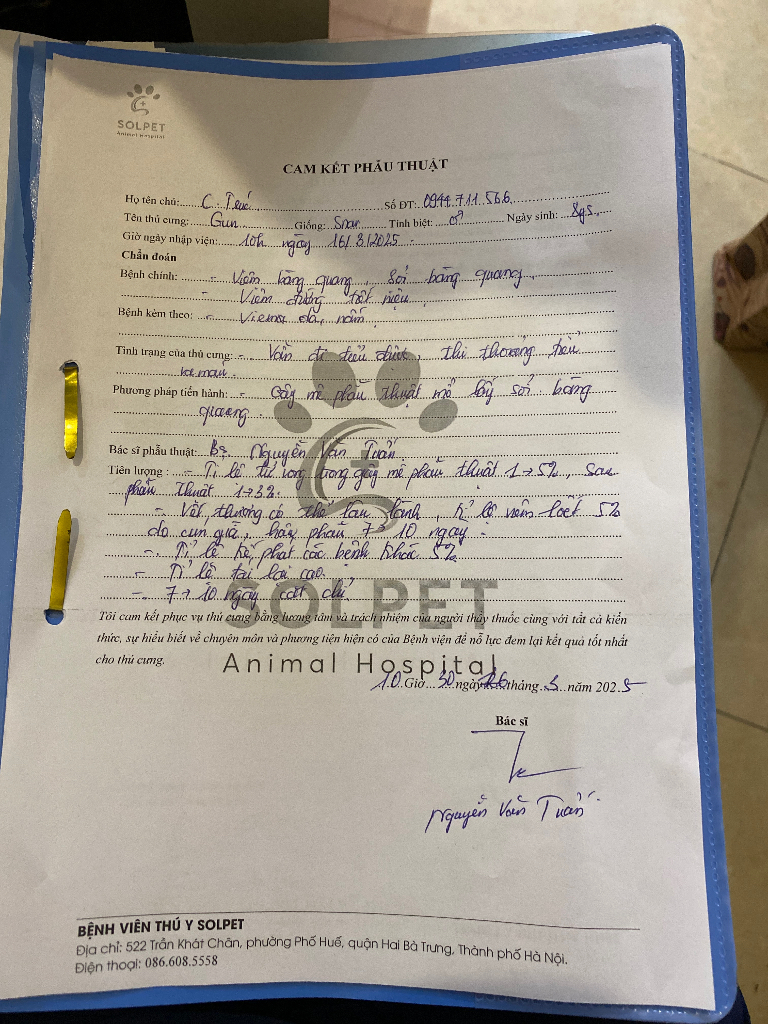 SOLPET
Animal Hospital
CAM KẾT PHẪU THUẬT
Họ tên chủ: C. Số ĐT: 0944.711.566
Tên thú cưng: Gun Giống: Tính biệt: ♂ Ngày sinh:
Giờ ngày nhập viện: 10h ngày 16/3/2025
Chẩn đoán
Bệnh chính: - Viêm bàng quang, sỏi bàng quang,
- Viêm đường tiết niệu
Bệnh kèm theo: - Viêm da, nấm
Tình trạng của thú cưng: - Vẫn đi tiểu được, thi thoảng tiểu
ra máu
Phương pháp tiến hành: - Gây mê phẫu thuật mổ lấy sỏi bàng
quang.
Bác sĩ phẫu thuật: Bs. Nguyễn Văn Tuấn
Tiên lượng: - Tỉ lệ tử vong trong gây mê phẫu thuật 1→5%, sau
phẫu thuật 1→3%.
- Vết thương có thể lâu lành, tỉ lệ viêm loét 5%
do cún già, hậu phẫu 7→10 ngày.
- Tỉ lệ kế phát các bệnh khác 5%
- Tỉ lệ tái lại cao.
- 7→10 ngày cắt chỉ
SOLPET
Animal Hospital
Tôi cam kết phục vụ thú cưng bằng lương tâm và trách nhiệm của người thầy thuốc cùng với tất cả kiến
thức, sự hiểu biết về chuyên môn và phương tiện hiện có của Bệnh viện để nỗ lực đem lại kết quả tốt nhất
cho thú cưng.
10 Giờ 30 ngày 16 tháng 3 năm 2025
Bác sĩ
Nguyễn Văn Tuấn
BỆNH VIỆN THÚ Y SOLPET
Địa chỉ: 522 Trần Khát Chân, phường Phố Huế, quận Hai Bà Trưng, Thành phố Hà Nội.
Điện thoại: 086.608.5558